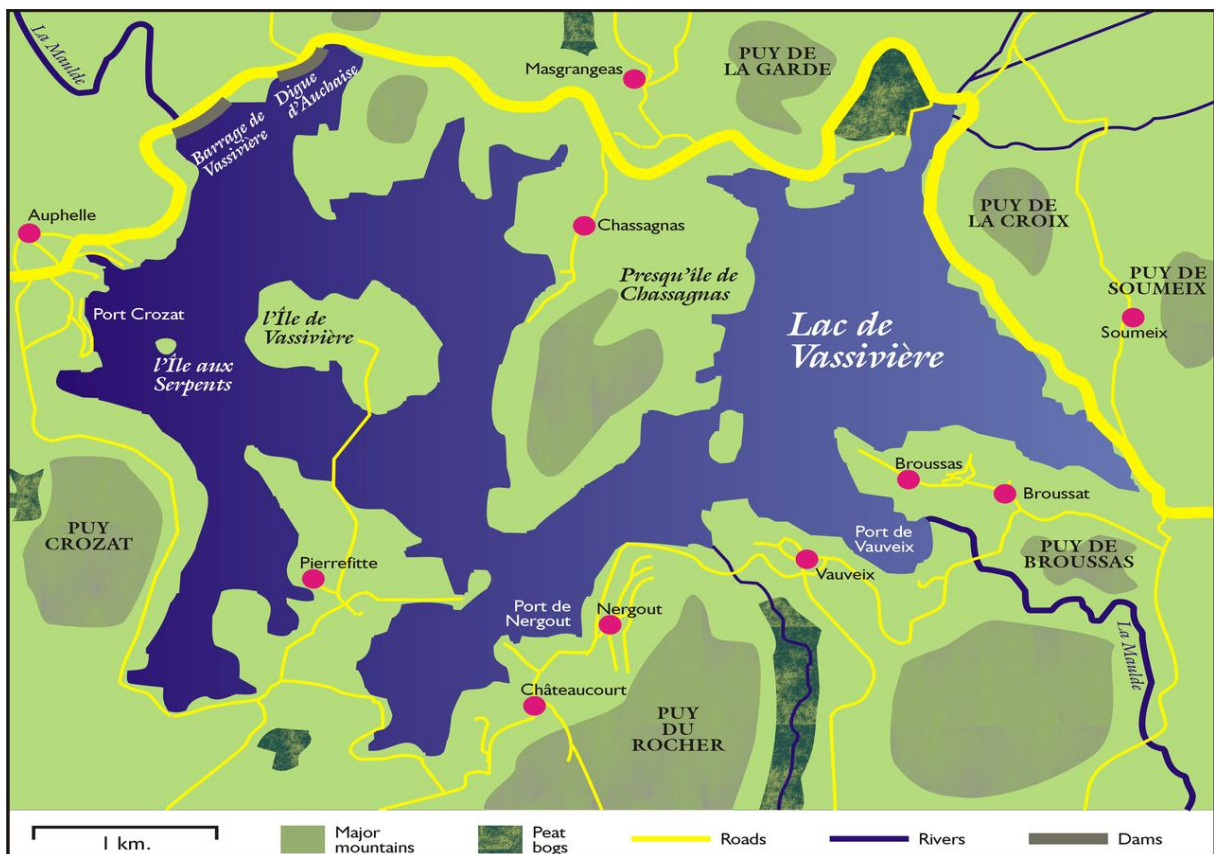 La Maulde
Masgrangeas
PUY DE
LA GARDE
Digue
d'Auchaise
Barrage de
Vassivière
Auphelle
Chassagnas
PUY DE
LA CROIX
Presqu'île de
Chassagnas
PUY DE
SOUMEIX
Soumeix
Port Crozat
l'Île de
Vassivière
l'Île aux
Serpents
Lac de
Vassivière
Broussas
Broussat
PUY
CROZAT
Port de
Vauveix
PUY DE
BROUSSAS
Pierrefitte
Vauveix
Port de
Nergout
Nergout
La Maulde
Châteaucourt
PUY
DU
ROCHER
1 km.
Major
mountains
Peat
bogs
Roads
Rivers
Dams